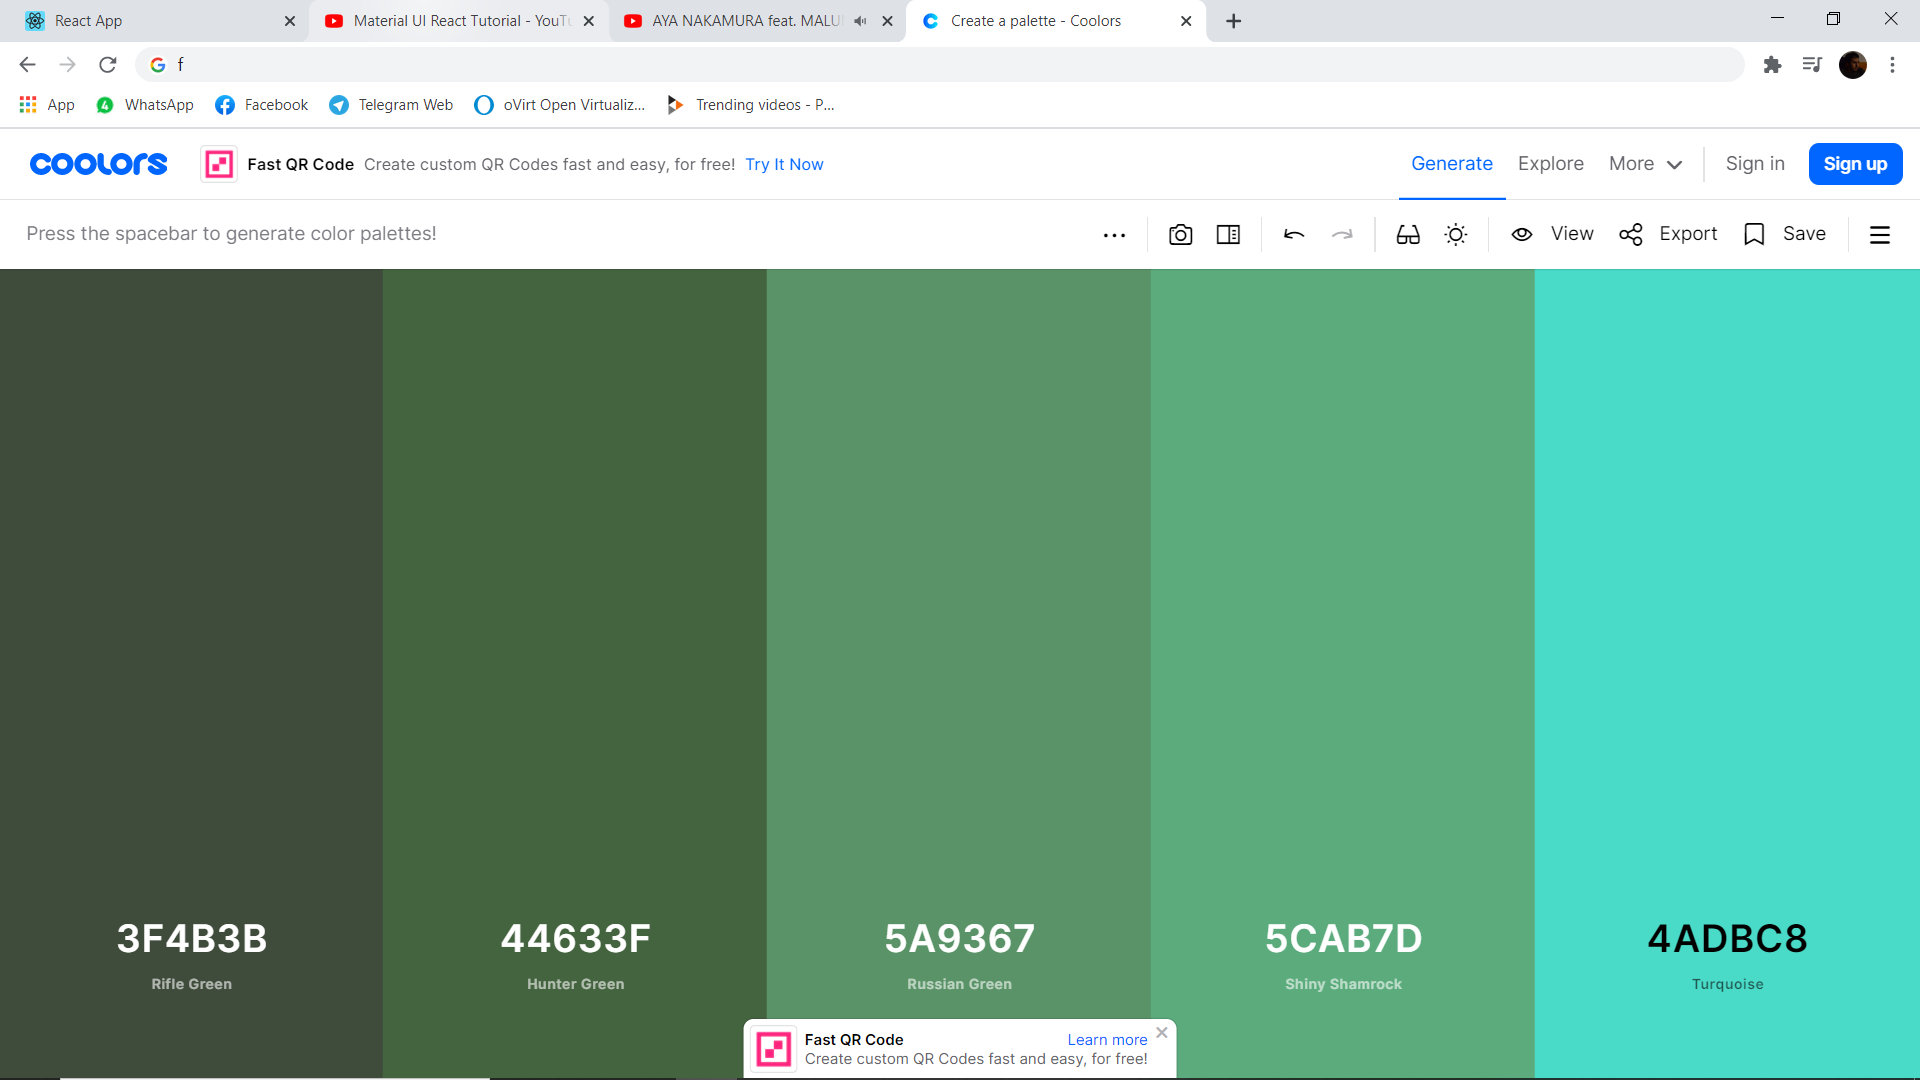 React App
Material UI React Tutorial - YouTu
AYA NAKAMURA feat. MALU
Create a palette - Coolors
f
App
4
WhatsApp
Facebook
Telegram Web
oVirt Open Virtualiz...
Trending videos - P...
coolors
Fast QR Code Create custom QR Codes fast and easy, for free! Try It Now
Generate
Explore
More
Sign in
Sign up
Press the spacebar to generate color palettes!
View
Export
Save
3F4B3B
Rifle Green
44633F
Hunter Green
5A9367
Russian Green
5CAB7D
Shiny Shamrock
4ADBC8
Turquoise
Fast QR Code
Learn more
Create custom QR Codes fast and easy, for free!